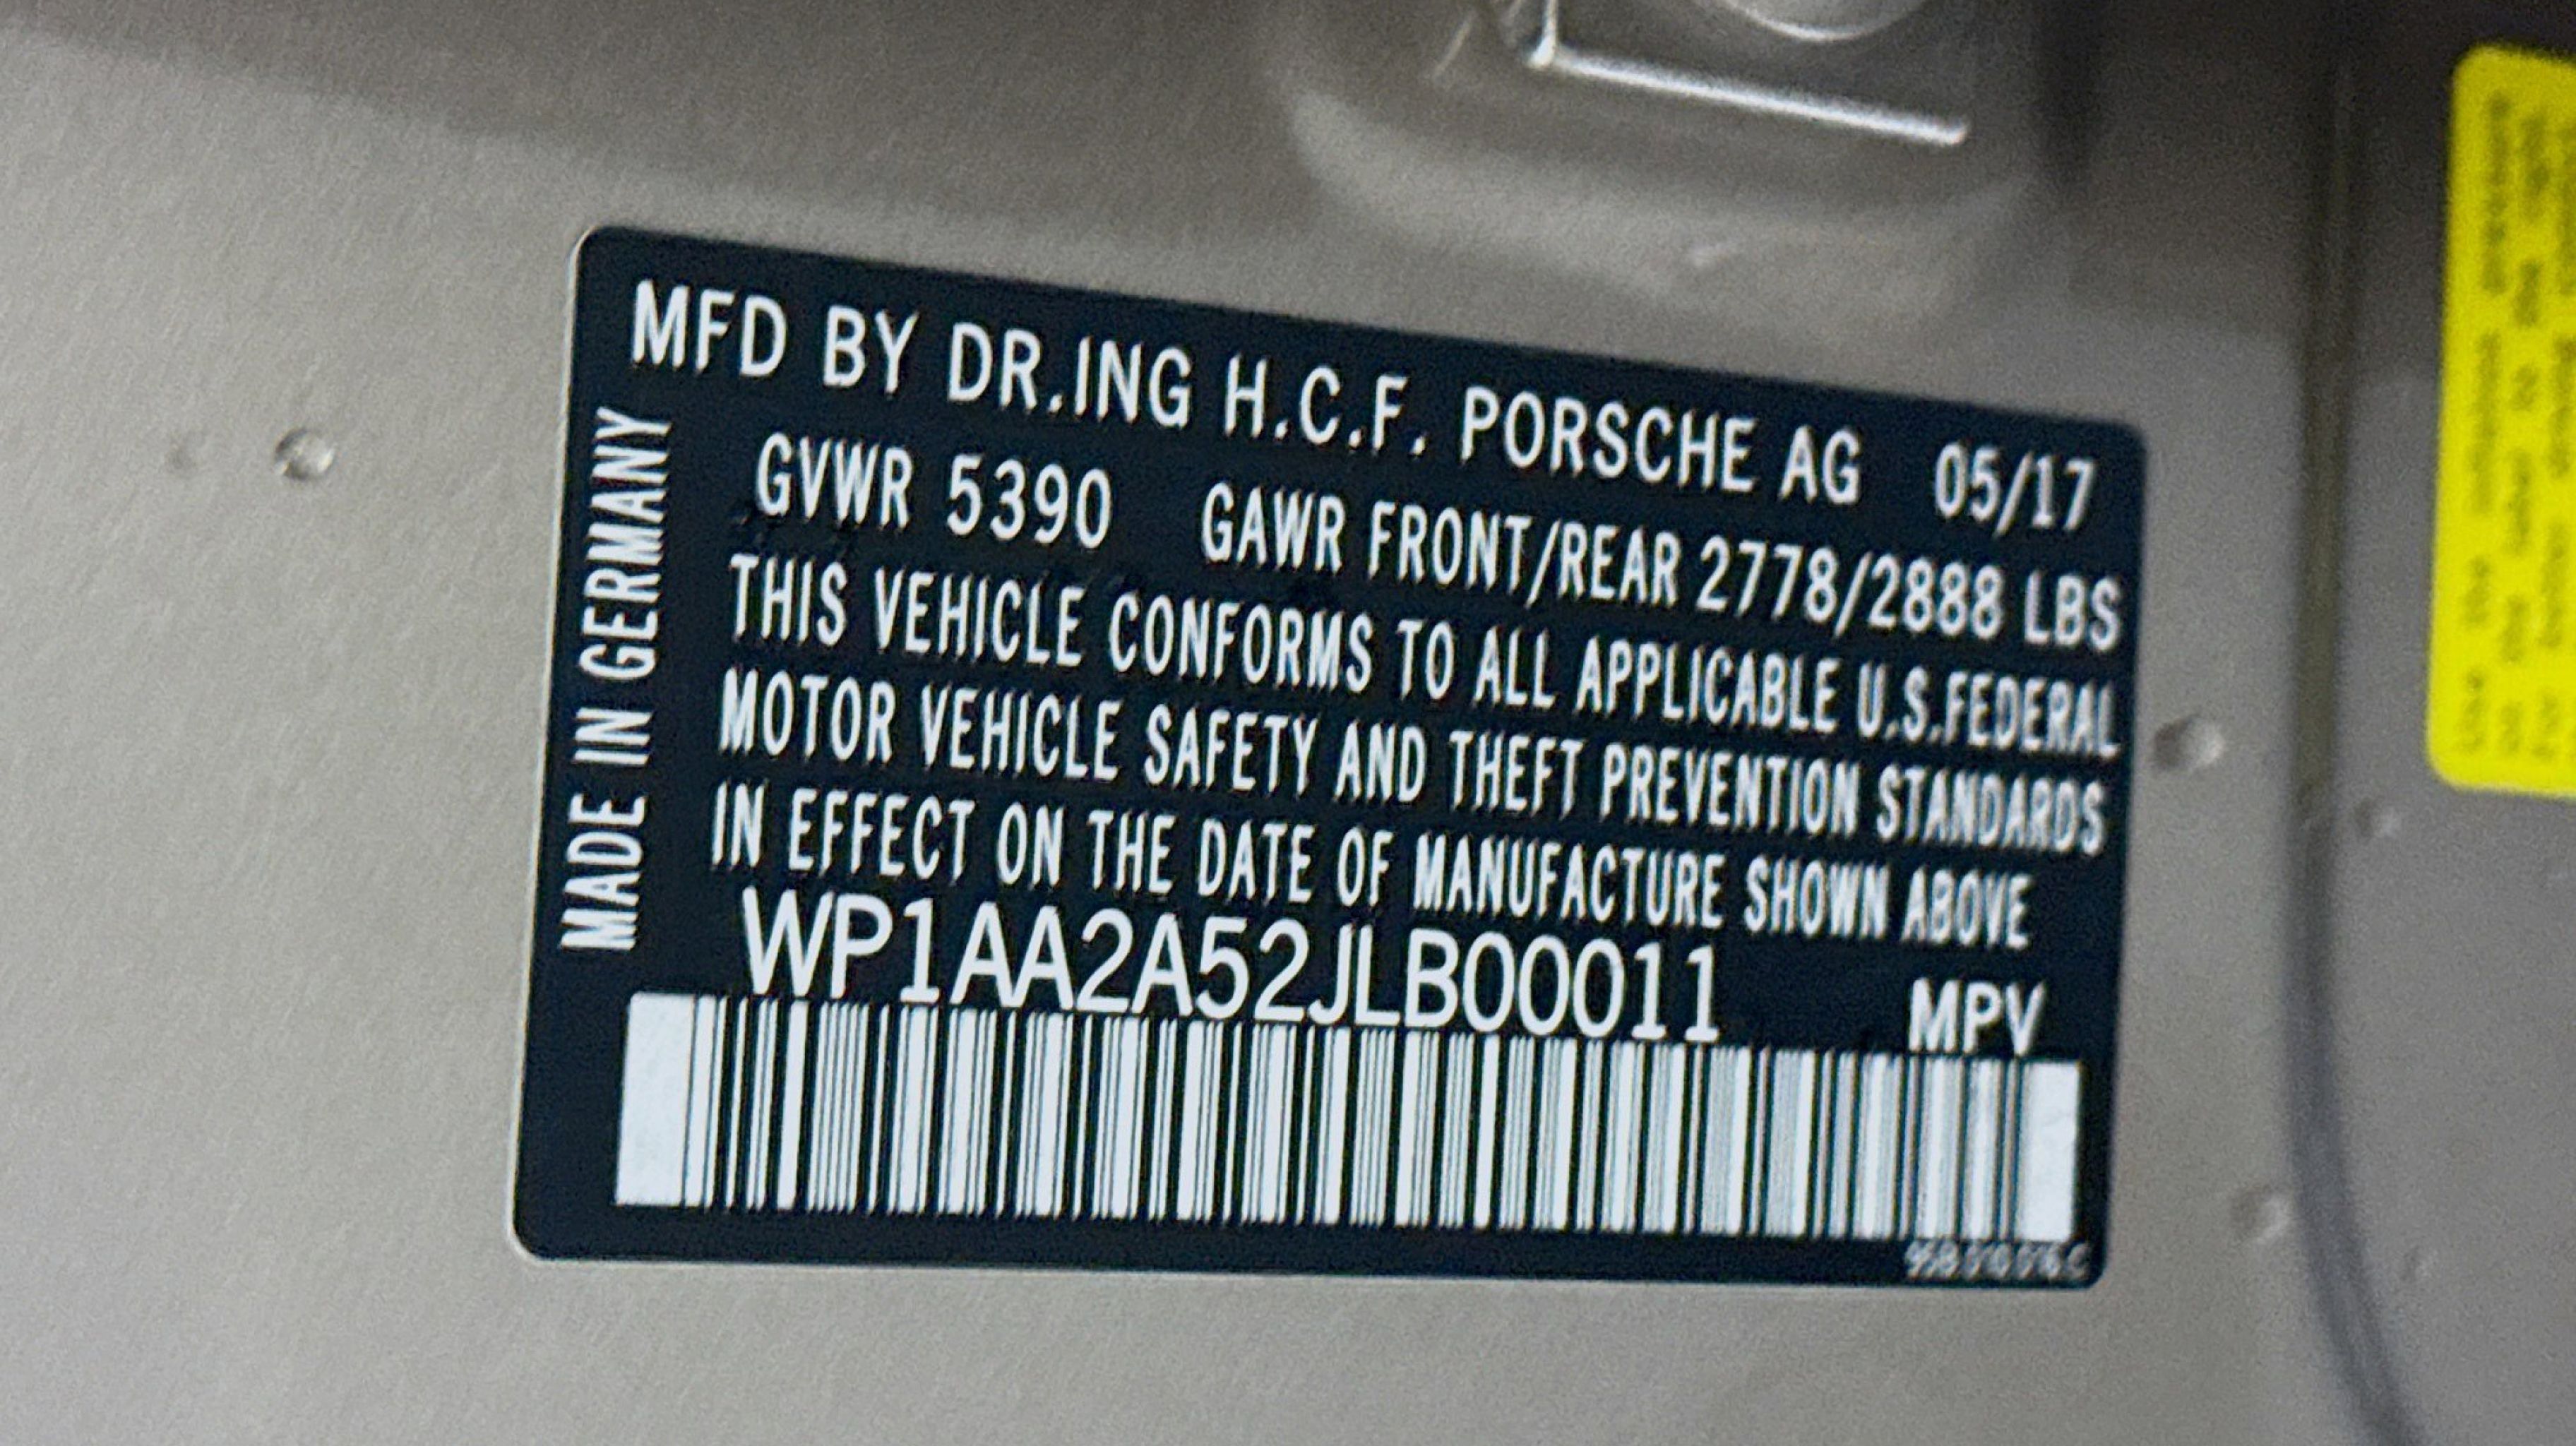 MFD BY DR.ING H.C.F. PORSCHE AG 05/17
GVWR 5390 GAWR FRONT/REAR 2778/2888 LBS
THIS VEHICLE CONFORMS TO ALL APPLICABLE U.S.FEDERAL
MOTOR VEHICLE SAFETY AND THEFT PREVENTION STANDARDS
IN EFFECT ON THE DATE OF MANUFACTURE SHOWN ABOVE
WP1AA2A52JLB00011 MPV
MADE IN GERMANY